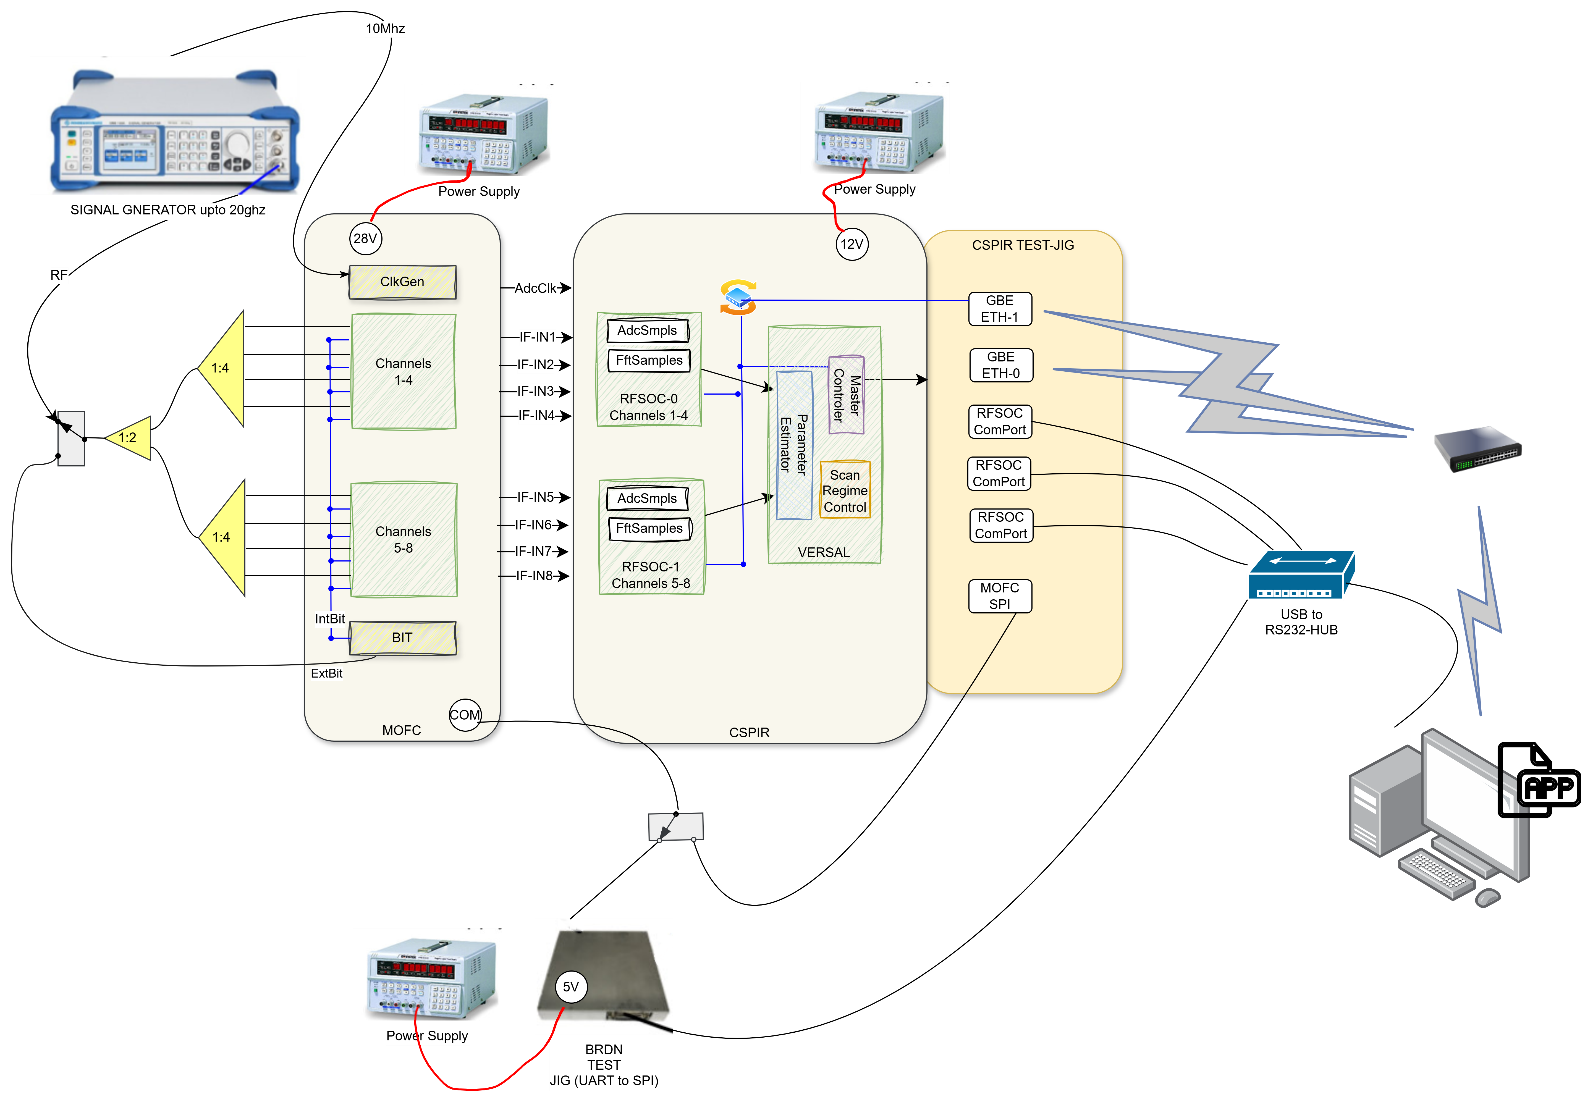 10Mhz
SIGNAL GNERATOR upto 20ghz
Power Supply
Power Supply
RF
28V
12V
CSPIR TEST-JIG
ClkGen
AdcClk
GBE
ETH-1
AdcSmpls
FftSamples
RFSOC-0
Channels 1-4
Channels
1-4
IF-IN1
IF-IN2
IF-IN3
IF-IN4
1:4
1:2
1:4
Master
Controler
Parameter
Estimator
Scan
Regime
Control
VERSAL
GBE
ETH-0
RFSOC
ComPort
RFSOC
ComPort
RFSOC
ComPort
MOFC
SPI
Channels
5-8
IF-IN5
IF-IN6
IF-IN7
IF-IN8
AdcSmpls
FftSamples
RFSOC-1
Channels 5-8
IntBit
BIT
ExtBit
COM
MOFC
CSPIR
USB to
RS232-HUB
APP
5V
Power Supply
BRDN
TEST
JIG (UART to SPI)